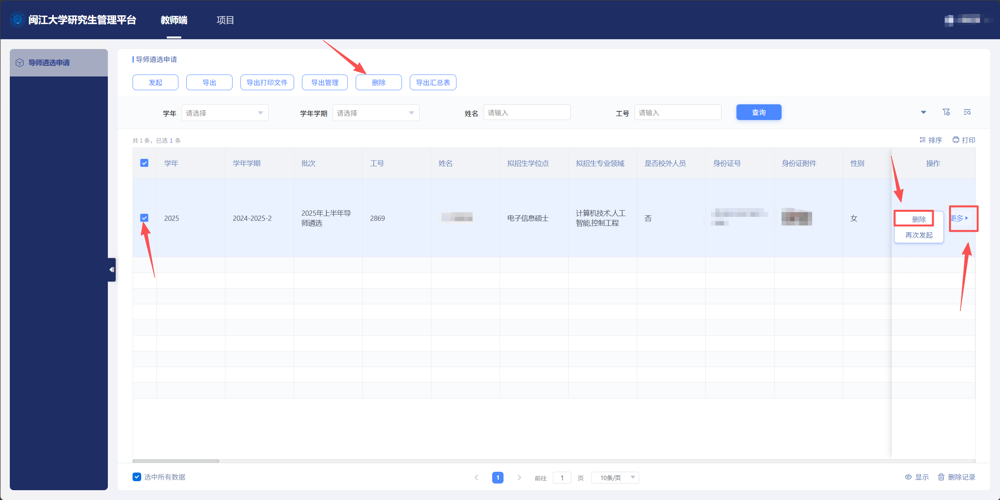 闽江大学研究生管理平台
教师端
项目
导师遴选申请
导师遴选申请
发起
导出
导出打印文件
导出管理
删除
导出汇总表
学年 请选择
学年学期 请选择
姓名 请输入
工号 请输入
查询
共 1 条，已选 1 条
排序
打印
学年
学年学期
批次
工号
姓名
拟招生学位点
拟招生专业领域
是否校外人员
身份证号
身份证附件
性别
操作
2025
2024-2025-2
2025年上半年导
师遴选
2869
电子信息硕士
计算机技术,人工
智能,控制工程
否
女
删除
更多
再次发起
选中所有数据
1
前往 1 页
10条/页
显示
删除记录